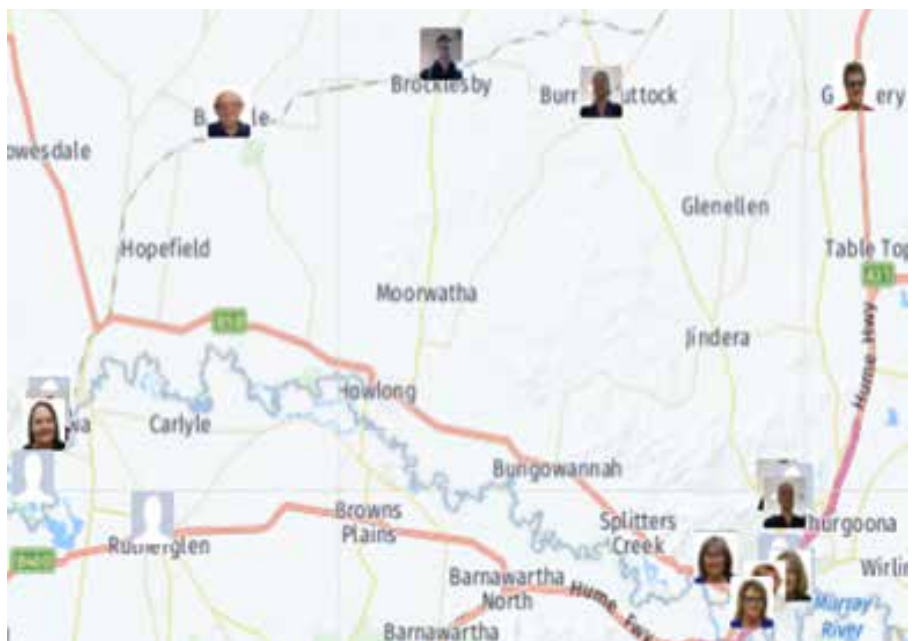 Brocklesby
Glenellen
Hopefield
Table Top
Moorwatha
Jindera
Hume Hwy
Howlong
Carlyle
Bungowannah
Browns
Plains
Splitters
Creek
Rutherglen
Barnawartha
North
Hume Fwy
Murray
River
Barnawartha